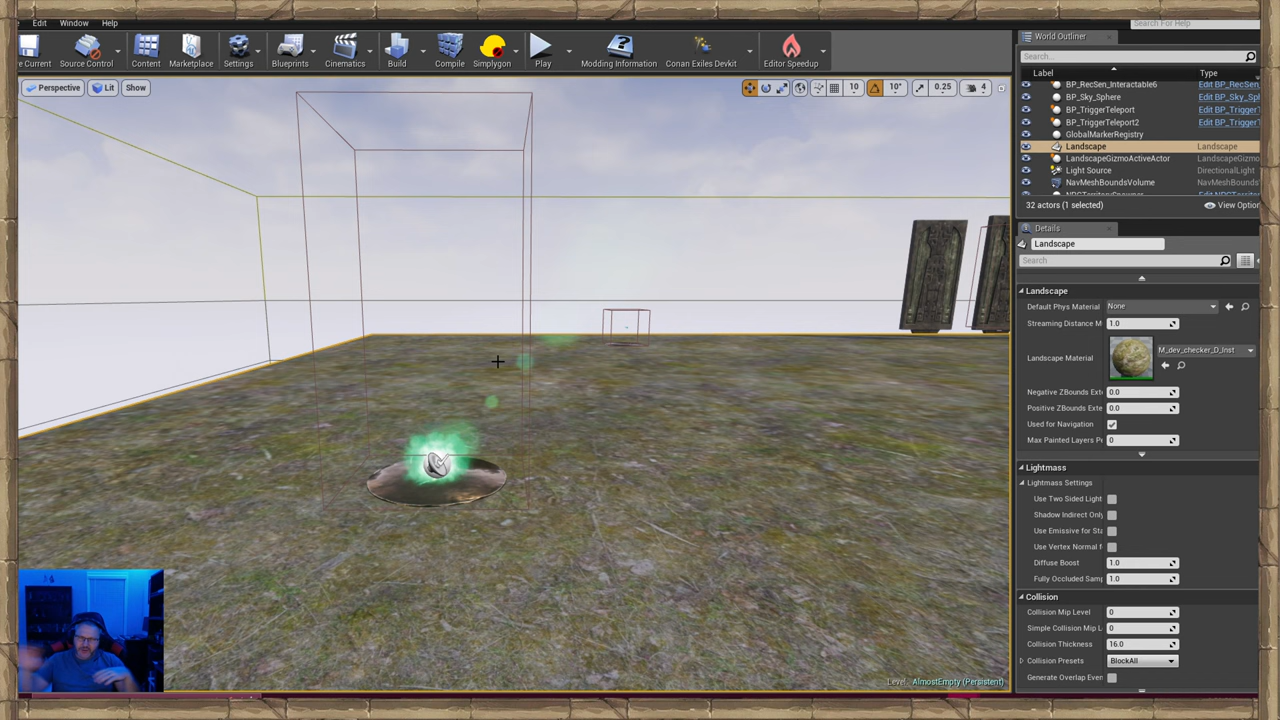 Edit Window Help
Search For Help
e Current Source Control Content Marketplace Settings Blueprints Cinematics Build Compile Simplygon Play Modding Information Conan Exiles Devkit Editor Speedup
Perspective Lit Show 10 10° 0.25 4
World Outliner
Search...
Label Type
BP_RecSen_Interactable6 Edit BP_RecSen_
BP_Sky_Sphere Edit BP_Sky_Spl
BP_TriggerTeleport Edit BP_TriggerT
BP_TriggerTeleport2 Edit BP_TriggerT
GlobalMarkerRegistry
Landscape Landscape
LandscapeGizmoActiveActor LandscapeGizmo
Light Source DirectionalLight
NavMeshBoundsVolume NavMeshBounds
32 actors (1 selected) View Option
Details
Landscape
Search
Landscape
Default Phys Material None
Streaming Distance M 1.0
Landscape Material M_dev_checker_D_Inst
Negative ZBounds Exte 0.0
Positive ZBounds Exte 0.0
Used for Navigation
Max Painted Layers Pe 0
Lightmass
Lightmass Settings
Use Two Sided Light
Shadow Indirect Only
Use Emissive for Sta
Use Vertex Normal f
Diffuse Boost 1.0
Fully Occluded Samp 1.0
Collision
Collision Mip Level 0
Simple Collision Mip L 0
Collision Thickness 16.0
Collision Presets BlockAll
Generate Overlap Even
Level: AlmostEmpty (Persistent)